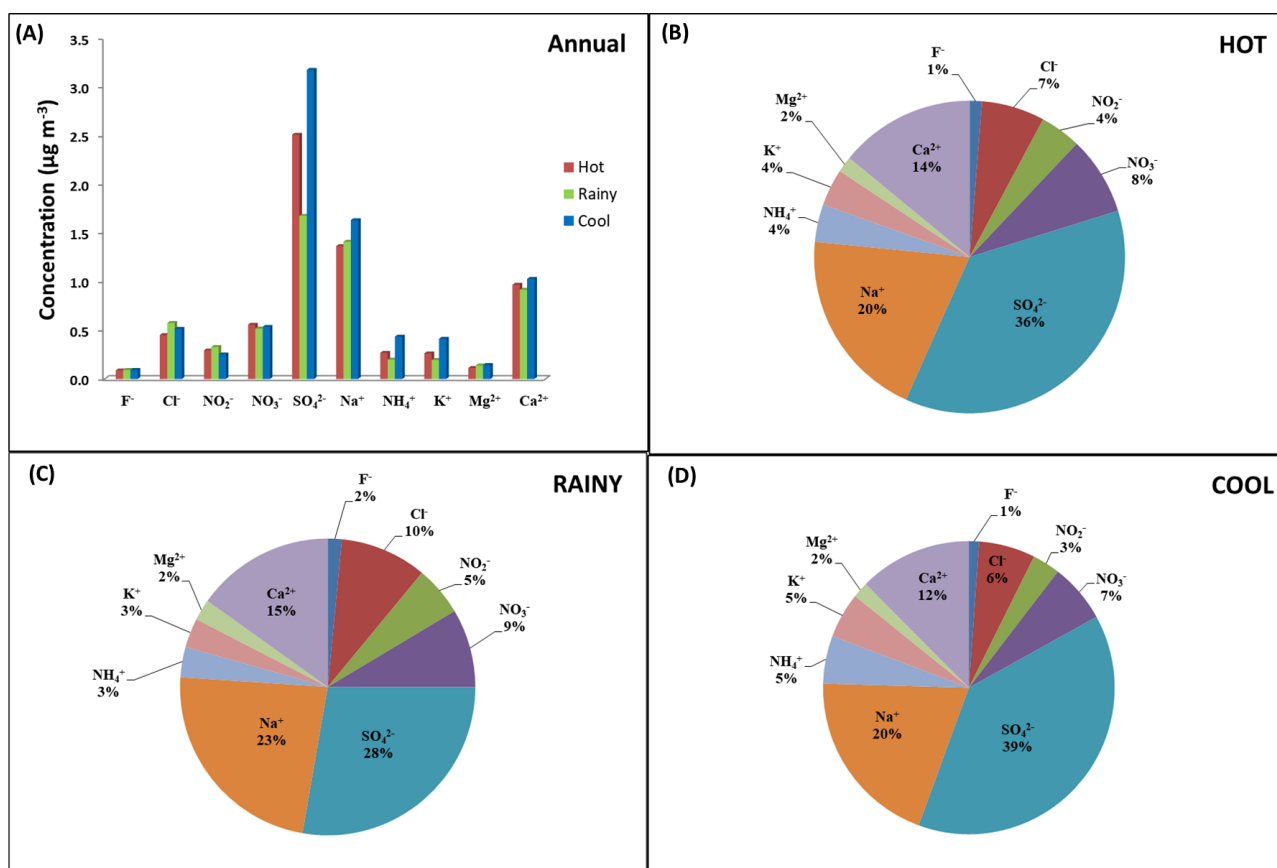 (A)
Annual
Concentration (µg m⁻³)
3.5
3.0
2.5
2.0
1.5
1.0
0.5
0.0
Hot
Rainy
Cool
F⁻ Cl⁻ NO₂⁻ NO₃⁻ SO₄²⁻ Na⁺ NH₄⁺ K⁺ Mg²⁺ Ca²⁺
(B)
HOT
F⁻
1%
Cl⁻
7%
NO₂⁻
4%
NO₃⁻
8%
SO₄²⁻
36%
Na⁺
20%
NH₄⁺
4%
K⁺
4%
Mg²⁺
2%
Ca²⁺
14%
(C)
RAINY
F⁻
2%
Cl⁻
10%
NO₂⁻
5%
NO₃⁻
9%
SO₄²⁻
28%
Na⁺
23%
NH₄⁺
3%
K⁺
3%
Mg²⁺
2%
Ca²⁺
15%
(D)
COOL
F⁻
1%
Cl⁻
6%
NO₂⁻
3%
NO₃⁻
7%
SO₄²⁻
39%
Na⁺
20%
NH₄⁺
5%
K⁺
5%
Mg²⁺
2%
Ca²⁺
12%